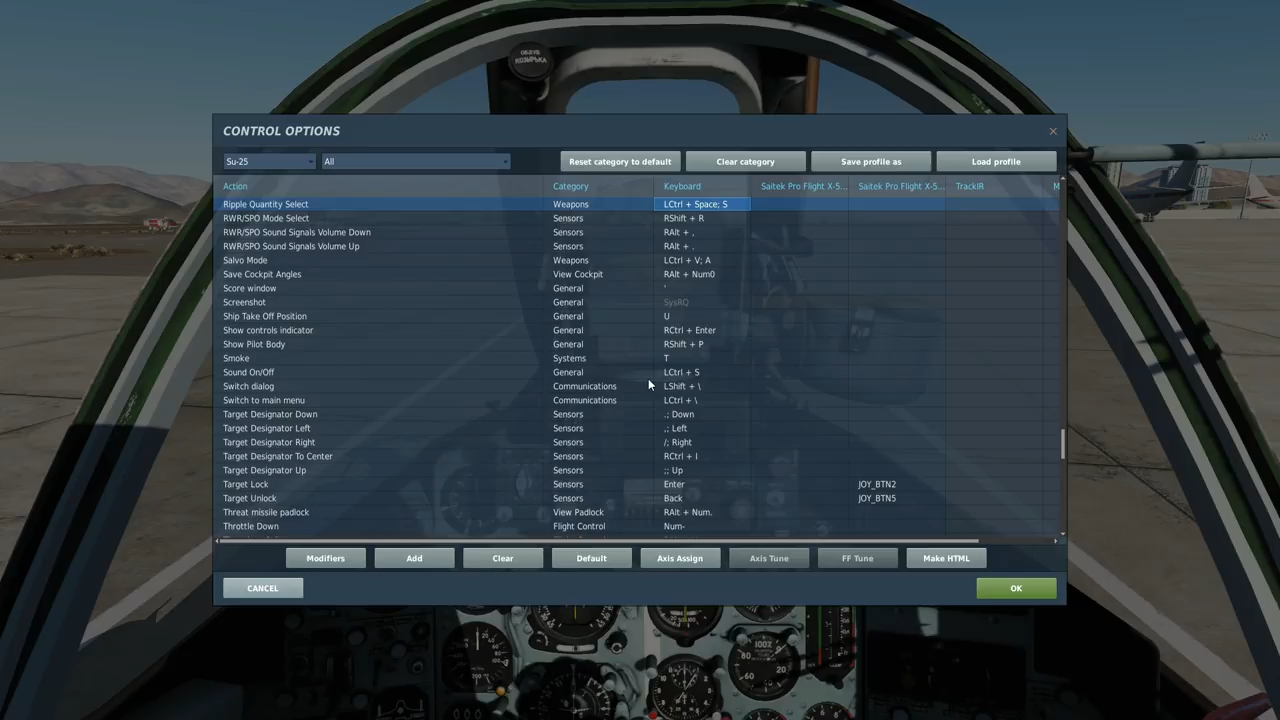 ОБДУВ
КОЗЫРЬКА
CONTROL OPTIONS
Su-25 All Reset category to default Clear category Save profile as Load profile
Action Category Keyboard Saitek Pro Flight X-5... Saitek Pro Flight X-5... TrackIR M
Ripple Quantity Select Weapons LCtrl + Space; S
RWR/SPO Mode Select Sensors RShift + R
RWR/SPO Sound Signals Volume Down Sensors RAlt + ,
RWR/SPO Sound Signals Volume Up Sensors RAlt + .
Salvo Mode Weapons LCtrl + V; A
Save Cockpit Angles View Cockpit RAlt + Num0
Score window General '
Screenshot General SysRQ
Ship Take Off Position General U
Show controls indicator General RCtrl + Enter
Show Pilot Body General RShift + P
Smoke Systems T
Sound On/Off General LCtrl + S
Switch dialog Communications LShift + \
Switch to main menu Communications LCtrl + \
Target Designator Down Sensors .; Down
Target Designator Left Sensors ,; Left
Target Designator Right Sensors /; Right
Target Designator To Center Sensors RCtrl + I
Target Designator Up Sensors ;; Up
Target Lock Sensors Enter JOY_BTN2
Target Unlock Sensors Back JOY_BTN5
Threat missile padlock View Padlock RAlt + Num.
Throttle Down Flight Control Num-
Modifiers Add Clear Default Axis Assign Axis Tune FF Tune Make HTML
CANCEL OK